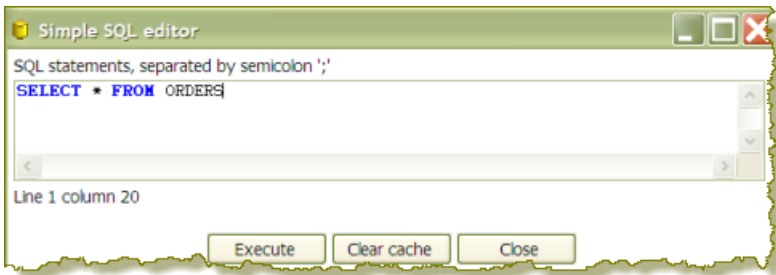 Simple SQL editor
SQL statements, separated by semicolon ';'
SELECT * FROM ORDERS
Line 1 column 20
Execute Clear cache Close